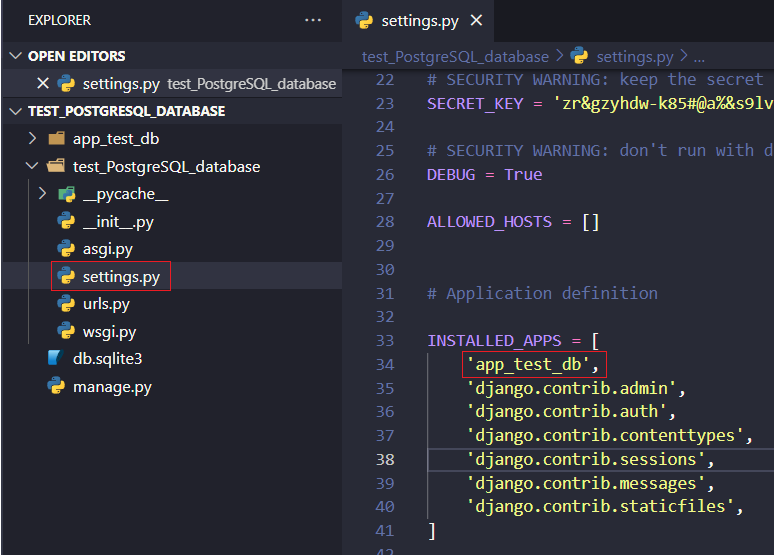 EXPLORER
···
OPEN EDITORS
settings.py test_PostgreSQL_database
TEST_POSTGRESQL_DATABASE
app_test_db
test_PostgreSQL_database
__pycache__
__init__.py
asgi.py
settings.py
urls.py
wsgi.py
db.sqlite3
manage.py
settings.py
test_PostgreSQL_database > settings.py > ...
22 # SECURITY WARNING: keep the secret
23 SECRET_KEY = 'zr&gzyhdw-k85#@a%&s9lv
24
25 # SECURITY WARNING: don't run with d
26 DEBUG = True
27
28 ALLOWED_HOSTS = []
29
30
31 # Application definition
32
33 INSTALLED_APPS = [
34 'app_test_db',
35 'django.contrib.admin',
36 'django.contrib.auth',
37 'django.contrib.contenttypes',
38 'django.contrib.sessions',
39 'django.contrib.messages',
40 'django.contrib.staticfiles',
41 ]
42